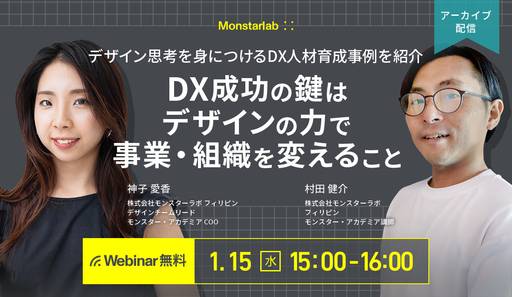 Monstarlab
アーカイブ
配信
デザイン思考を身につけるDX人材育成事例を紹介
DX成功の鍵は
デザインの力で
事業・組織を変えること
神子 愛香
株式会社モンスターラボ フィリピン
デザインチームリード
モンスター・アカデミア COO
村田 健介
株式会社モンスターラボ
フィリピン
モンスター・アカデミア講師
Webinar無料
1.15 水 15:00-16:00